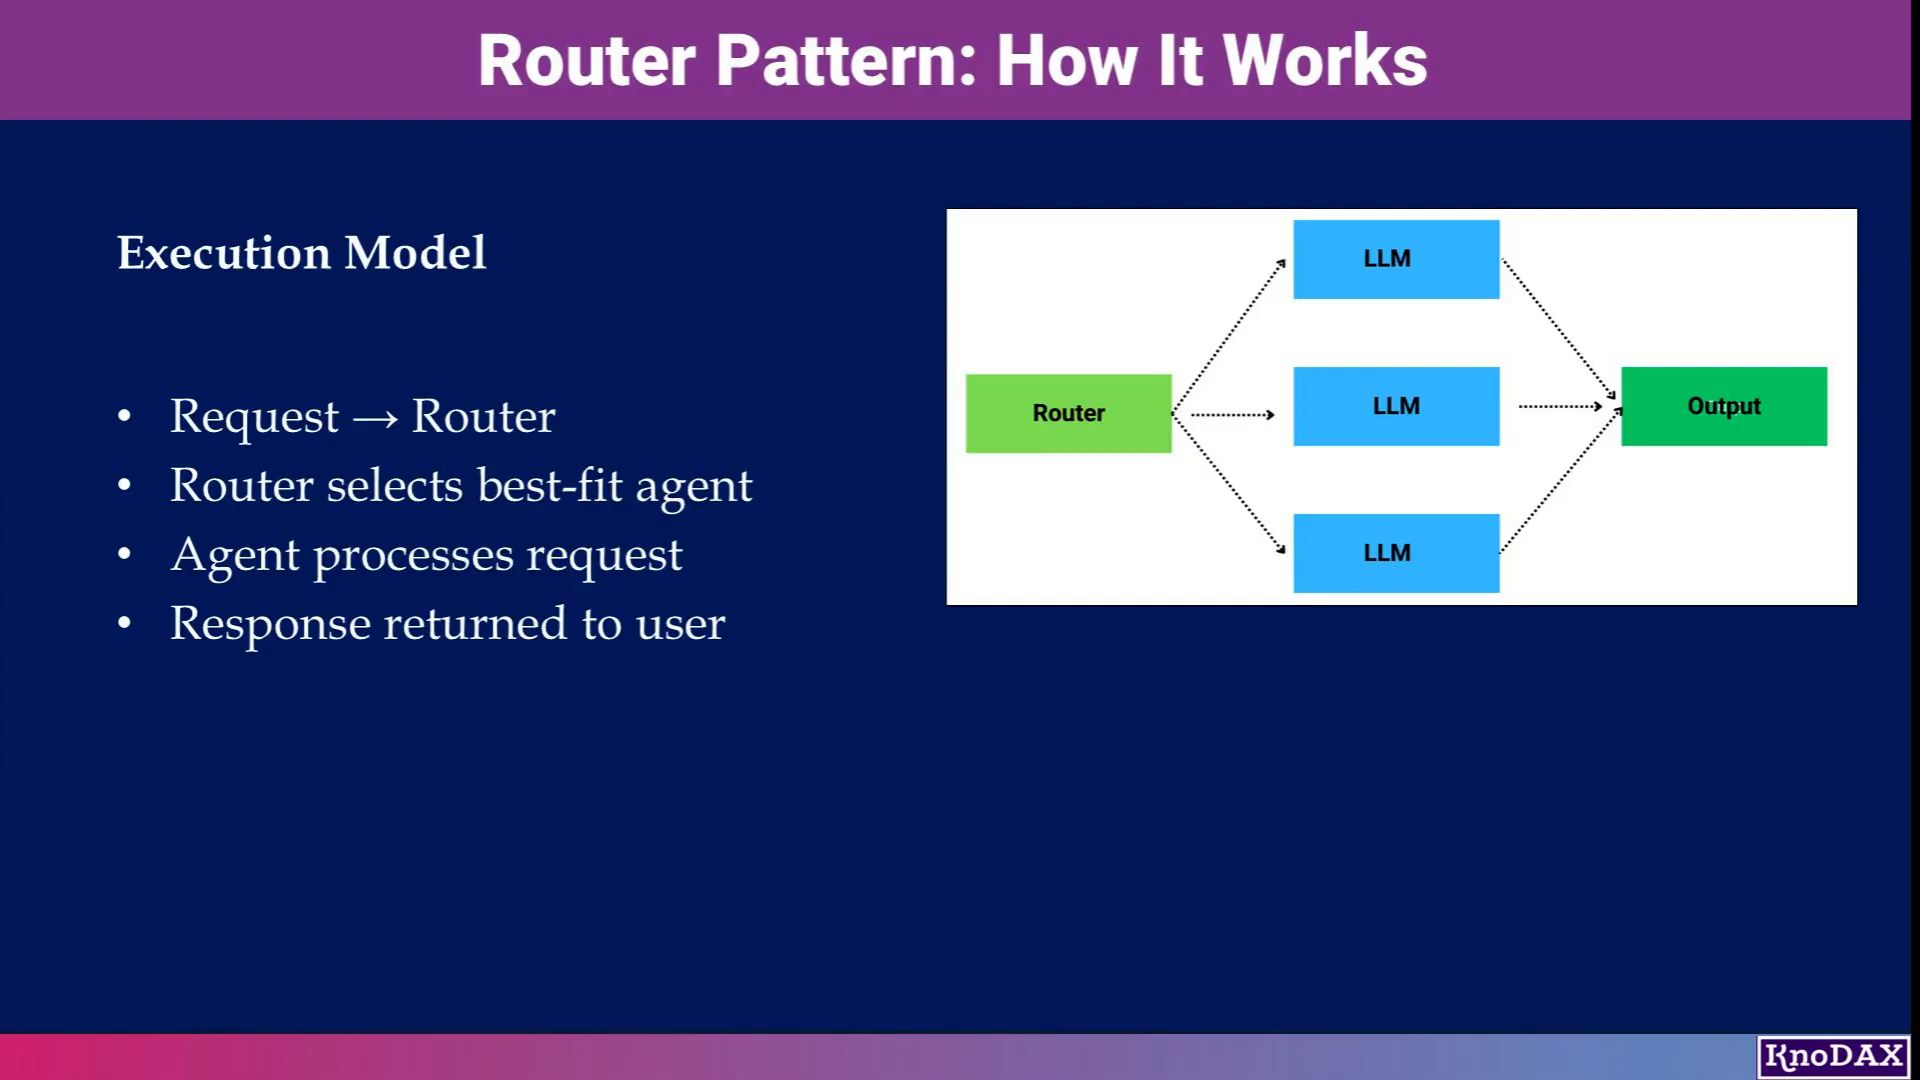 Router Pattern: How It Works
Execution Model
• Request → Router
• Router selects best-fit agent
• Agent processes request
• Response returned to user
LLM
Router
LLM
Output
LLM
KnoDAX